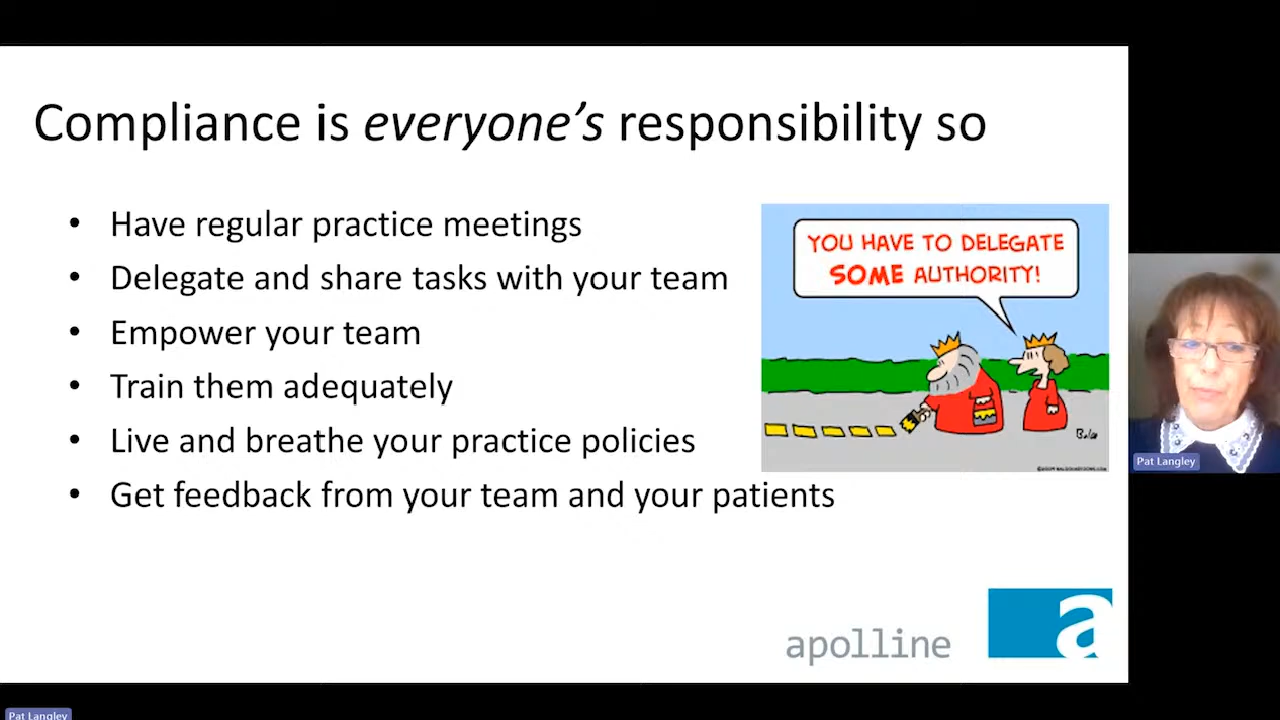 Compliance is everyone's responsibility so
• Have regular practice meetings
• Delegate and share tasks with your team
• Empower your team
• Train them adequately
• Live and breathe your practice policies
• Get feedback from your team and your patients
YOU HAVE TO DELEGATE
SOME AUTHORITY!
apolline
a
Pat Langley
Pat Langley